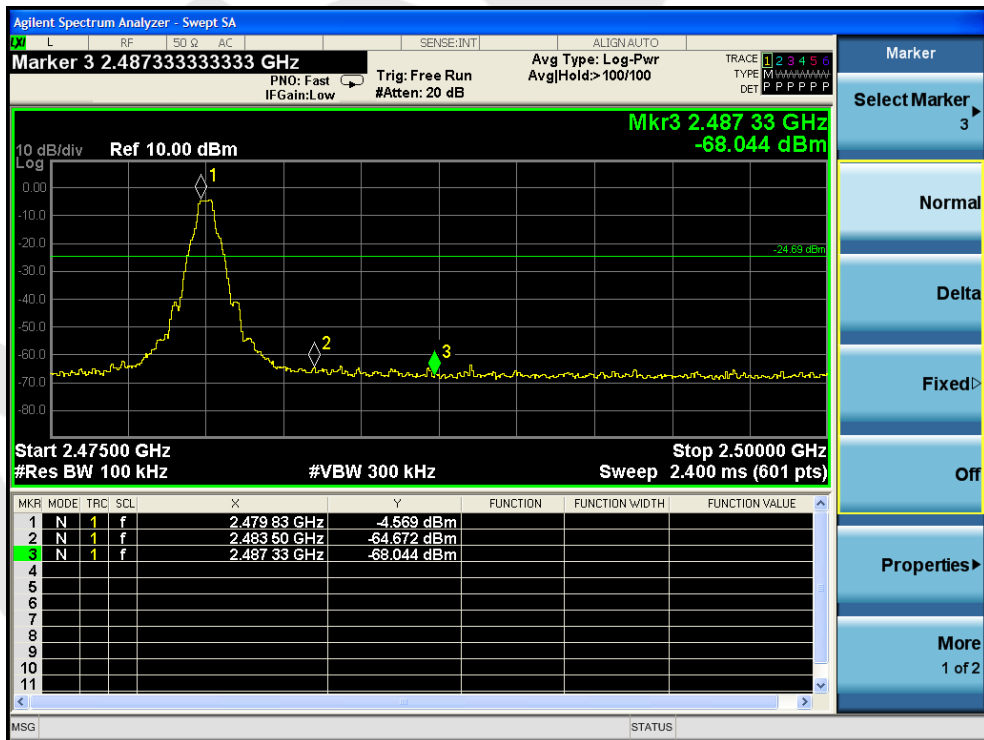 Agilent Spectrum Analyzer - Swept SA
LXI L RF 50 Ω AC SENSE:INT ALIGNAUTO
Marker 3 2.487333333333 GHz
PNO: Fast
IFGain:Low
Trig: Free Run
#Atten: 20 dB
Avg Type: Log-Pwr
Avg|Hold:> 100/100
TRACE 1 2 3 4 5 6
TYPE M
DET P P P P P P
Mkr3 2.487 33 GHz
-68.044 dBm
10 dB/div Ref 10.00 dBm
Log
0.00
-10.0
-20.0
-30.0
-40.0
-50.0
-60.0
-70.0
-80.0
-24.69 dBm
1
2
3
Start 2.47500 GHz Stop 2.50000 GHz
#Res BW 100 kHz #VBW 300 kHz Sweep 2.400 ms (601 pts)
MKR MODE TRC SCL X Y FUNCTION FUNCTION WIDTH FUNCTION VALUE
1 N 1 f 2.479 83 GHz -4.569 dBm
2 N 1 f 2.483 50 GHz -64.672 dBm
3 N 1 f 2.487 33 GHz -68.044 dBm
4
5
6
7
8
9
10
11
MSG STATUS
Marker
Select Marker
3
Normal
Delta
Fixed
Off
Properties
More
1 of 2